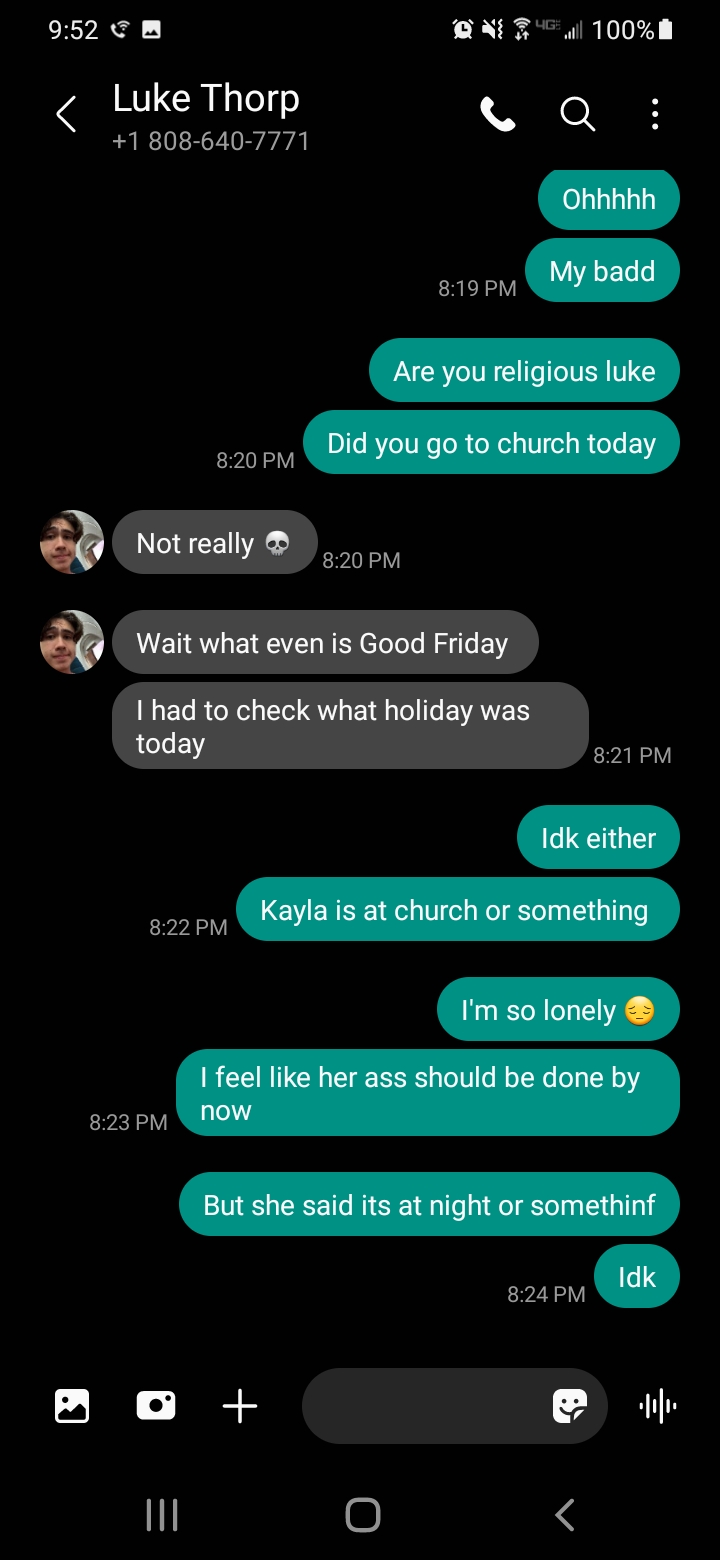 9:52 4G 100%
Luke Thorp
+1 808-640-7771
Ohhhhh
My badd
8:19 PM
Are you religious luke
Did you go to church today
8:20 PM
Not really 💀
8:20 PM
Wait what even is Good Friday
I had to check what holiday was
today
8:21 PM
Idk either
Kayla is at church or something
8:22 PM
I'm so lonely 😔
I feel like her ass should be done by
now
8:23 PM
But she said its at night or somethinf
Idk
8:24 PM